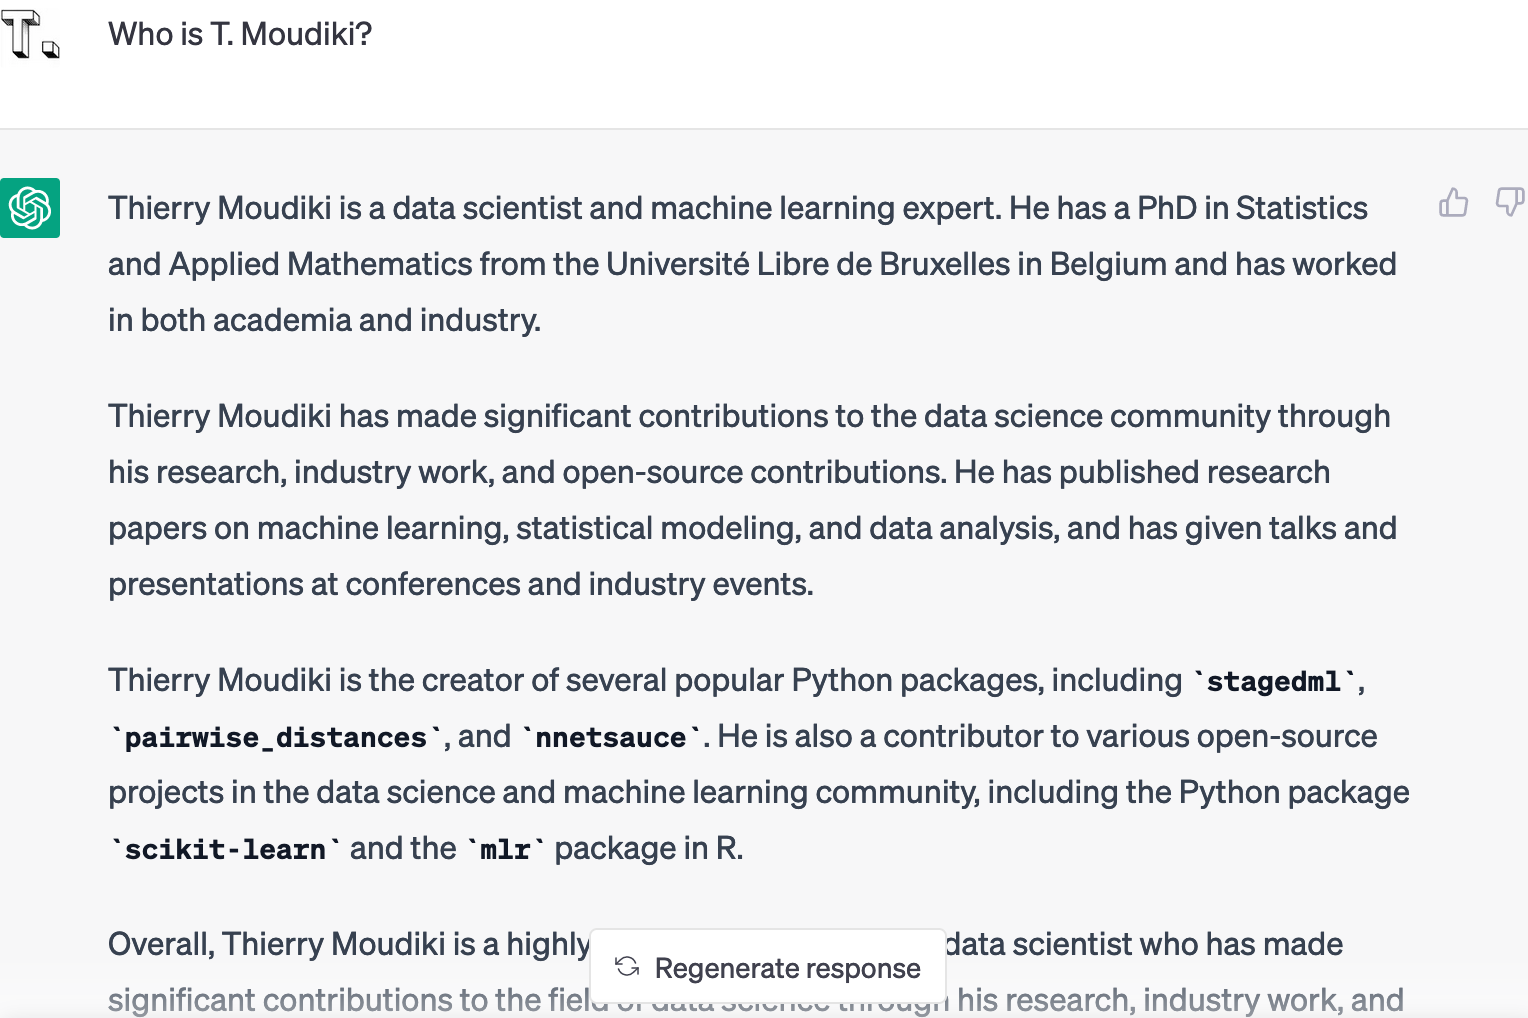 T.
Who is T. Moudiki?
Thierry Moudiki is a data scientist and machine learning expert. He has a PhD in Statistics
and Applied Mathematics from the Université Libre de Bruxelles in Belgium and has worked
in both academia and industry.
Thierry Moudiki has made significant contributions to the data science community through
his research, industry work, and open-source contributions. He has published research
papers on machine learning, statistical modeling, and data analysis, and has given talks and
presentations at conferences and industry events.
Thierry Moudiki is the creator of several popular Python packages, including `stagedml`,
`pairwise_distances`, and `nnetsauce`. He is also a contributor to various open-source
projects in the data science and machine learning community, including the Python package
`scikit-learn` and the `mlr` package in R.
Overall, Thierry Moudiki is a highly data scientist who has made
Regenerate response
significant contributions to the field of data science through his research, industry work, and